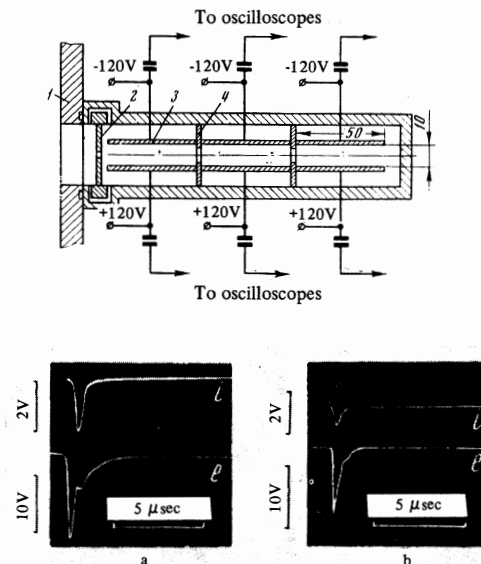 To oscilloscopes
-120V -120V -120V
1 2 3 4
50
10
+120V +120V +120V
To oscilloscopes
2V
i
10V
e
5 μsec
a
2V
i
10V
e
5 μsec
b